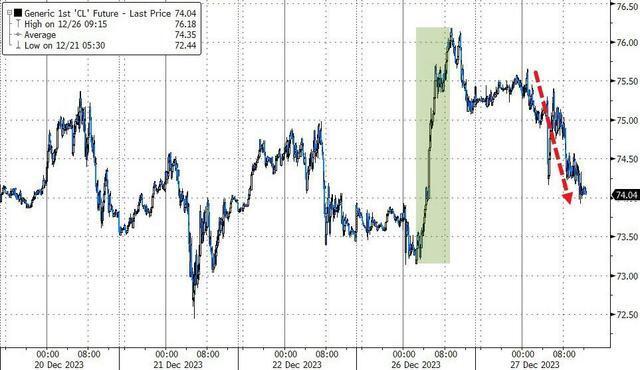 Generic 1st 'CL' Future - Last Price 74.04
High on 12/26 09:15 76.18
Average 74.35
Low on 12/21 05:30 72.44
76.50
76.00
75.50
75.00
74.50
74.04
73.50
73.00
72.50
00:00 08:00 00:00 08:00 00:00 08:00 00:00 08:00 00:00 08:00
20 Dec 2023 21 Dec 2023 22 Dec 2023 26 Dec 2023 27 Dec 2023